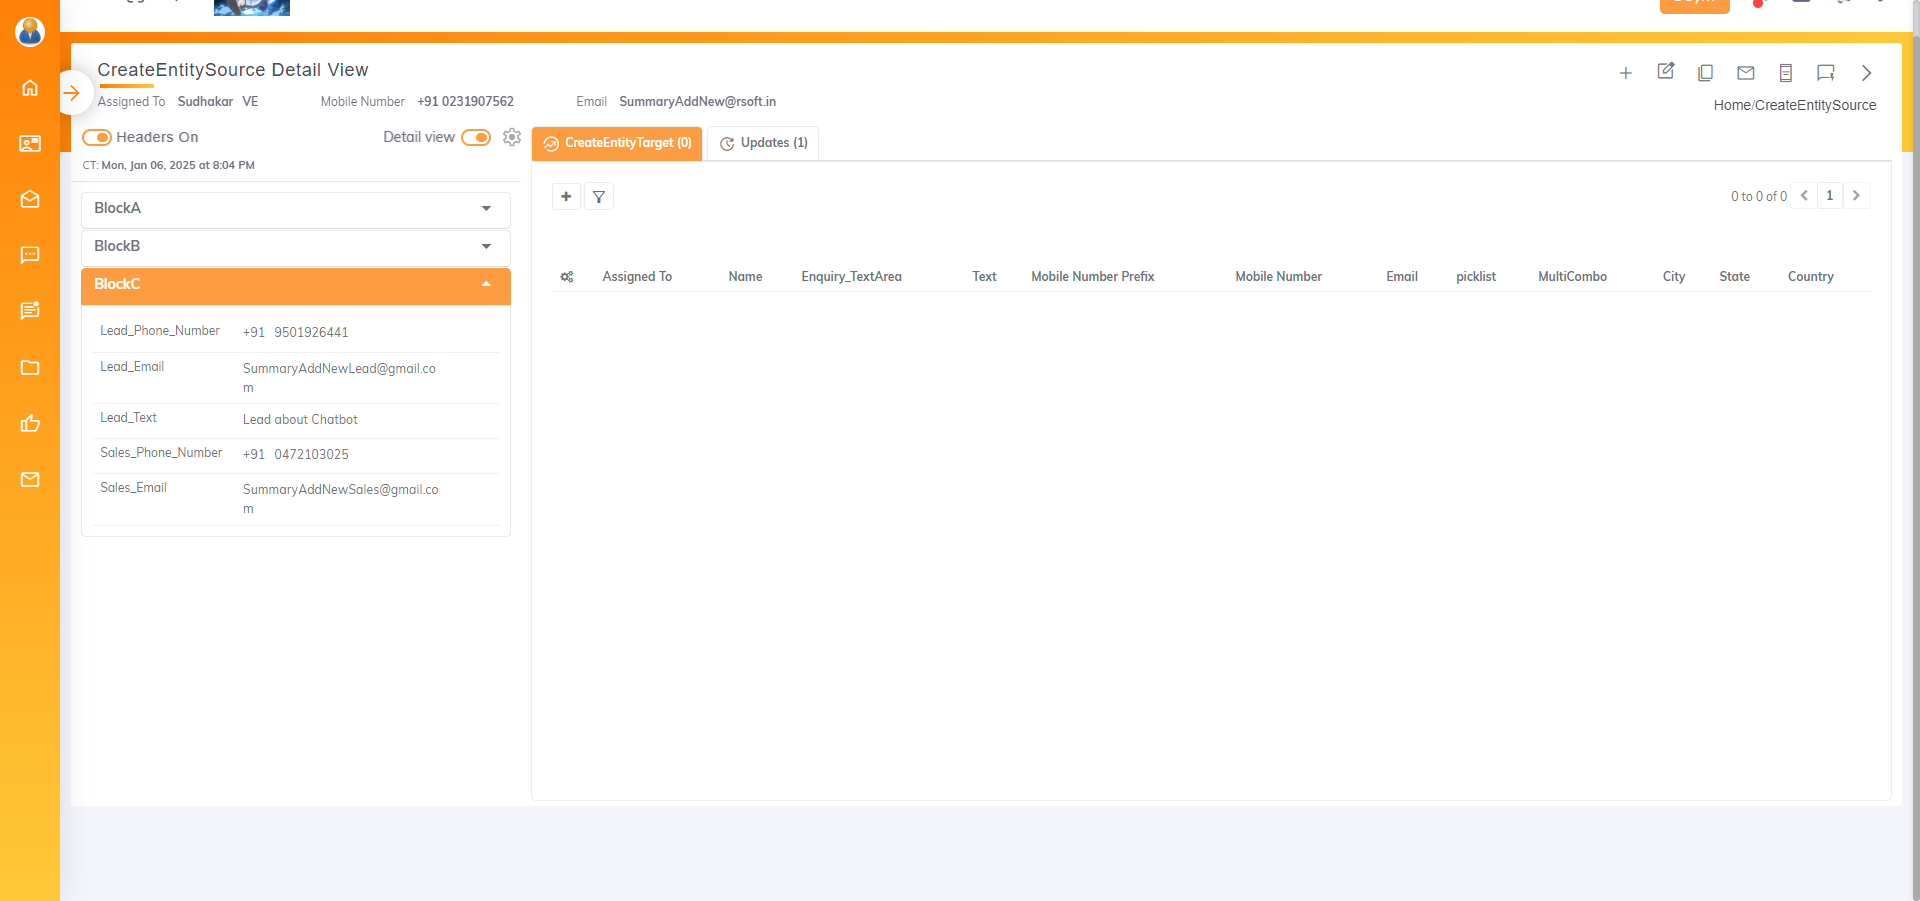 CreateEntitySource Detail View
Assigned To Sudhakar VE Mobile Number +91 0231907562 Email SummaryAddNew@rsoft.in
Home/CreateEntitySource
Headers On Detail view
CT: Mon, Jan 06, 2025 at 8:04 PM
CreateEntityTarget (0) Updates (1)
BlockA
BlockB
BlockC
Lead_Phone_Number +91 9501926441
Lead_Email SummaryAddNewLead@gmail.co
m
Lead_Text Lead about Chatbot
Sales_Phone_Number +91 0472103025
Sales_Email SummaryAddNewSales@gmail.co
m
0 to 0 of 0 1
Assigned To Name Enquiry_TextArea Text Mobile Number Prefix Mobile Number Email picklist MultiCombo City State Country